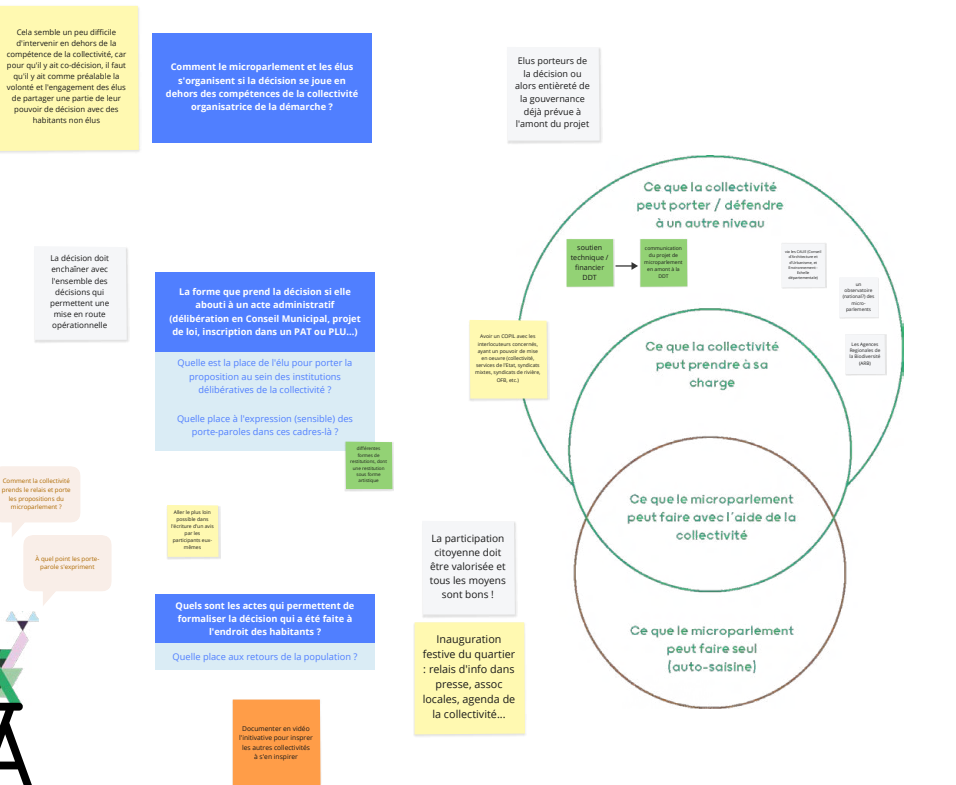 Cela semble un peu difficile
d'intervenir en dehors de la
compétence de la collectivité, car
pour qu'il y ait co-décision, il faut
qu'il y ait comme préalable la
volonté et l'engagement des élus
de partager une partie de leur
pouvoir de décision avec des
habitants non élus
Comment le microparlement et les élus
s'organisent si la décision se joue en
dehors des compétences de la collectivité
organisatrice de la démarche ?
Elus porteurs de
la décision ou
alors entièreté de
la gouvernance
déjà prévue à
l'amont du projet
La décision doit
enchaîner avec
l'ensemble des
décisions qui
permettent une
mise en route
opérationnelle
La forme que prend la décision si elle
abouti à un acte administratif
(délibération en Conseil Municipal, projet
de loi, inscription dans un PAT ou PLU...)
Quelle est la place de l'élu pour porter la
proposition au sein des institutions
délibératives de la collectivité ?
Quelle place à l'expression (sensible) des
porte-paroles dans ces cadres-là ?
différentes
formes de
restitutions, donc
une restitution
sous forme
artistique
Aller le plus loin
possible dans
l'écriture d'un avis
par les
participants eux-
mêmes
Comment la collectivité
prends le relais et porte
les propositions du
microparlement ?
À quel point les porte-
parole s'expriment
Quels sont les actes qui permettent de
formaliser la décision qui a été faite à
l'endroit des habitants ?
Quelle place aux retours de la population ?
Documenter en vidéo
l'initivative pour insprer
les autres collectivités
à s'en inspirer
Ce que la collectivité
peut porter / défendre
à un autre niveau
soutien
technique /
financier
DDT
communication
du projet de
microparlement
en amont à la
DDT
via les CAUE (Conseil
d'Architecture et
d'Urbanisme, et
Environnement -
Echelle
départementale)
un
observatoire
(national?) des
micro-
parlements
Les Agences
Regionales de
la Biodiversité
(ARB)
Avoir un COPIL avec les
interlocuteurs concernés,
ayant un pouvoir de mise
en oeuvre (collectivité,
services de l'Etat, syndicats
mixtes, syndicats de rivière,
OFB, etc.)
Ce que la collectivité
peut prendre à sa
charge
Ce que le microparlement
peut faire avec l'aide de la
collectivité
La participation
citoyenne doit
être valorisée et
tous les moyens
sont bons !
Inauguration
festive du quartier
: relais d'info dans
presse, assoc
locales, agenda de
la collectivité...
Ce que le microparlement
peut faire seul
(auto-saisine)